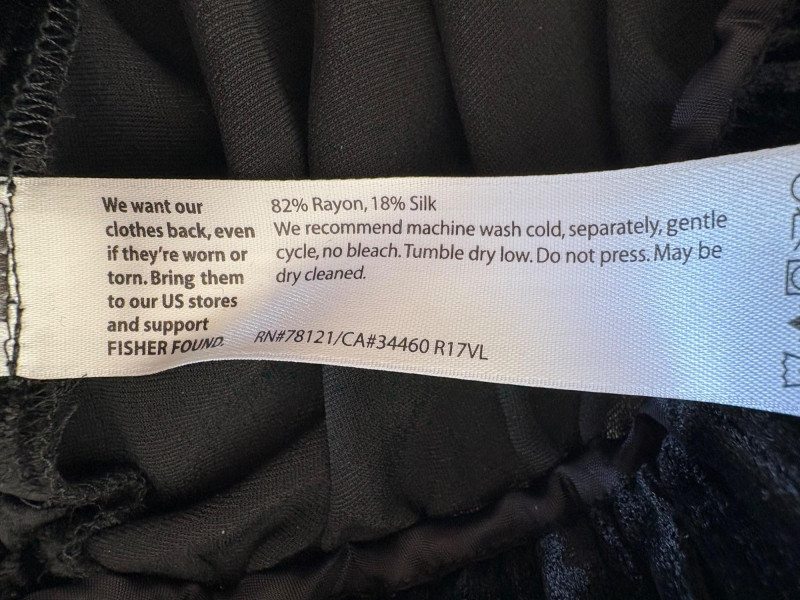 We want our
clothes back, even
if they're worn or
torn. Bring them
to our US stores
and support
FISHER FOUND.
82% Rayon, 18% Silk
We recommend machine wash cold, separately, gentle
cycle, no bleach. Tumble dry low. Do not press. May be
dry cleaned.
RN#78121/CA#34460 R17VL